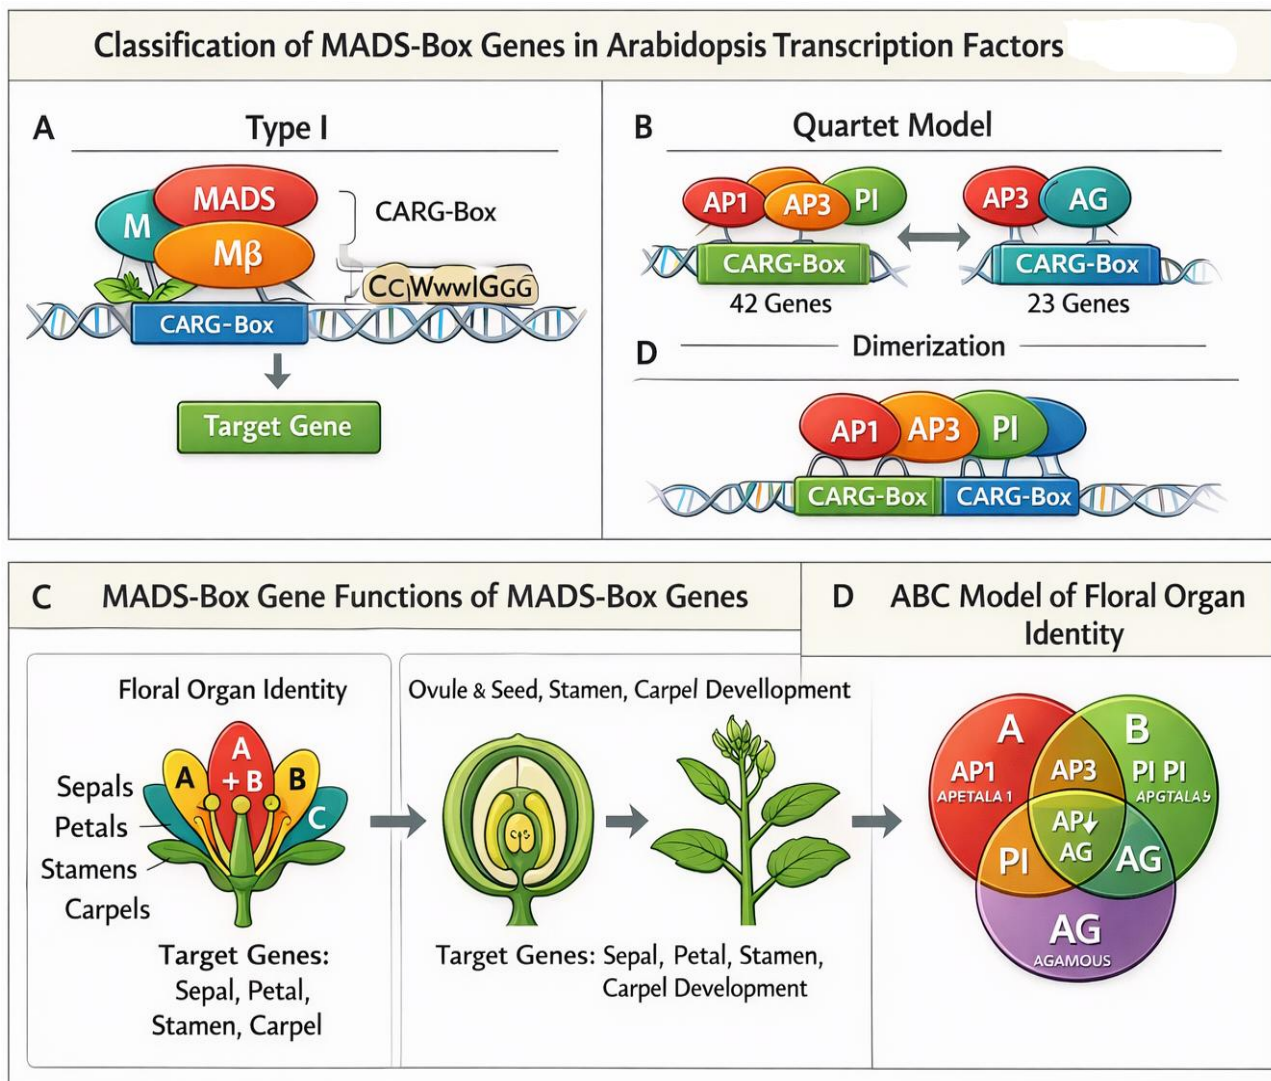 Classification of MADS-Box Genes in Arabidopsis Transcription Factors
A
Type I
MADS
M
Mβ
CARG-Box
CARG-Box
Target Gene
B
Quartet Model
AP1
AP3
PI
CARG-Box
42 Genes
AP3
AG
CARG-Box
23 Genes
D
Dimerization
AP1
AP3
PI
CARG-Box
CARG-Box
C
MADS-Box Gene Functions of MADS-Box Genes
Floral Organ Identity
A
A
+ B
B
C
Sepals
Petals
Stamens
Carpels
Target Genes:
Sepal, Petal,
Stamen, Carpel
Ovule & Seed, Stamen, Carpel Devellopment
Target Genes: Sepal, Petal, Stamen,
Carpel Development
D
ABC Model of Floral Organ
Identity
A
B
AP1
APETALA 1
AP3
PI PI
AP↓
AG
PI
AG
AG
AGAMOUS